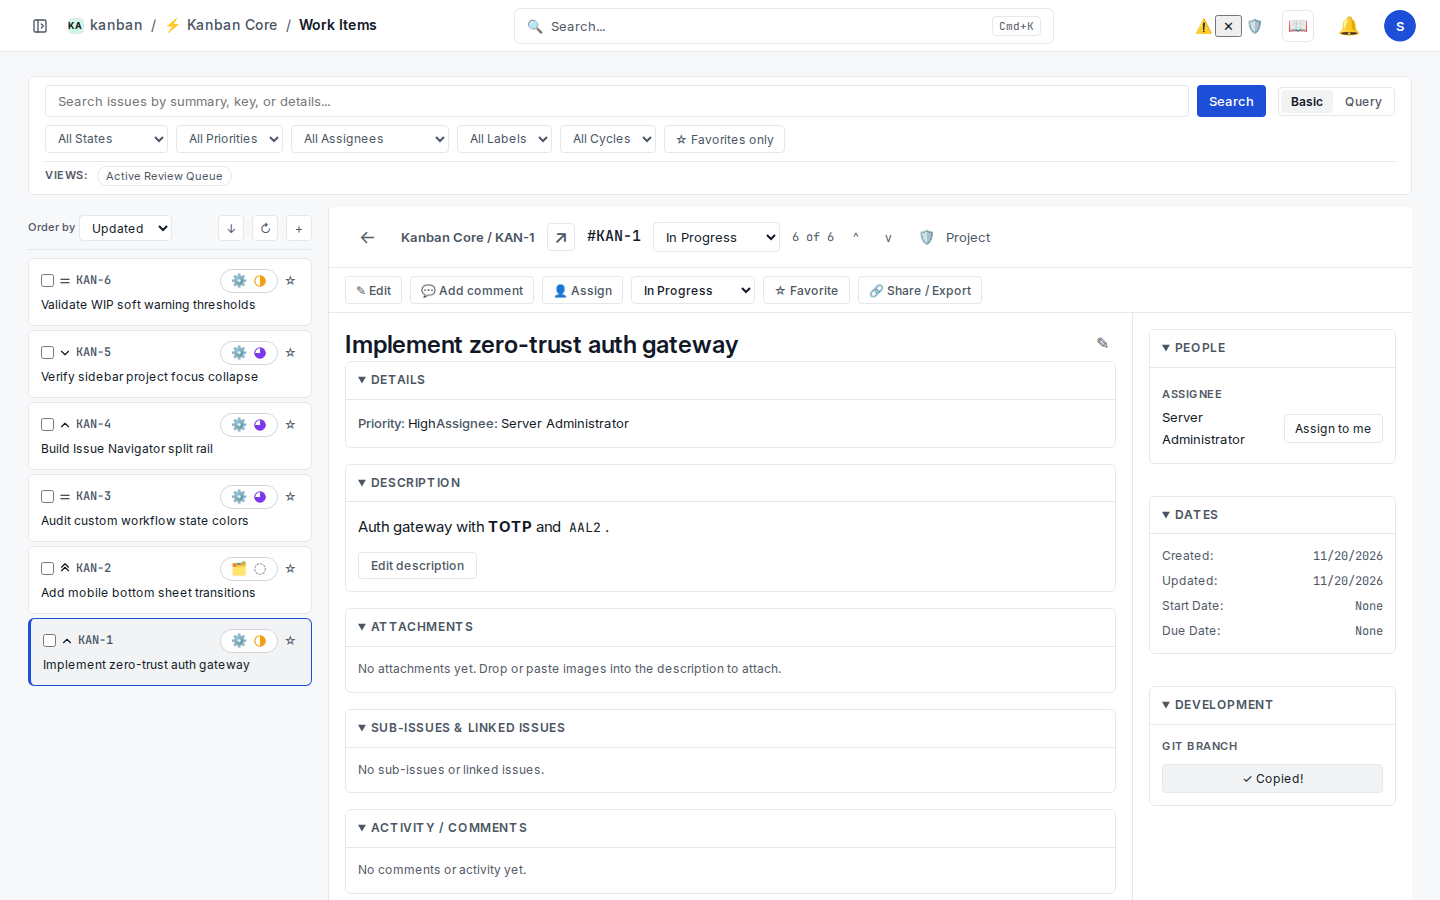 KA kanban / ⚡ Kanban Core / Work Items
🔍 Search... Cmd+K
⚠️ ✕ 🛡️ 📖 🔔 S
Search issues by summary, key, or details...
Search
Basic Query
All States All Priorities All Assignees All Labels All Cycles ☆ Favorites only
VIEWS: Active Review Queue
Order by Updated ↓ ↻ +
KAN-6
Validate WIP soft warning thresholds
KAN-5
Verify sidebar project focus collapse
KAN-4
Build Issue Navigator split rail
KAN-3
Audit custom workflow state colors
KAN-2
Add mobile bottom sheet transitions
KAN-1
Implement zero-trust auth gateway
← Kanban Core / KAN-1 #KAN-1 In Progress 6 of 6 ^ v 🛡️ Project
✎ Edit 💬 Add comment 👤 Assign In Progress ☆ Favorite 🔗 Share / Export
Implement zero-trust auth gateway ✎
▼ DETAILS
Priority: HighAssignee: Server Administrator
▼ DESCRIPTION
Auth gateway with TOTP and AAL2 .
Edit description
▼ ATTACHMENTS
No attachments yet. Drop or paste images into the description to attach.
▼ SUB-ISSUES & LINKED ISSUES
No sub-issues or linked issues.
▼ ACTIVITY / COMMENTS
No comments or activity yet.
▼ PEOPLE
ASSIGNEE
Server
Administrator
Assign to me
▼ DATES
Created: 11/20/2026
Updated: 11/20/2026
Start Date: None
Due Date: None
▼ DEVELOPMENT
GIT BRANCH
✓ Copied!